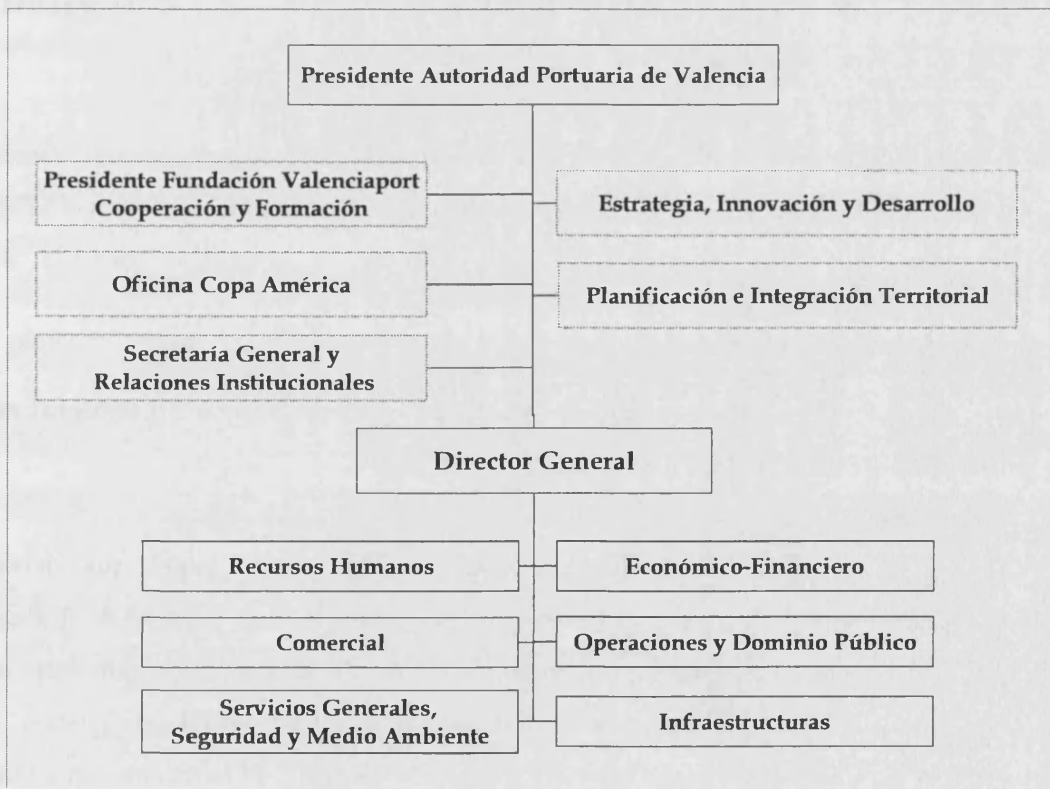 Presidente Autoridad Portuaria de Valencia
Presidente Fundación Valenciaport
Cooperación y Formación
Estrategia, Innovación y Desarrollo
Oficina Copa América
Planificación e Integración Territorial
Secretaría General y
Relaciones Institucionales
Director General
Recursos Humanos
Económico-Financiero
Comercial
Operaciones y Dominio Público
Servicios Generales,
Seguridad y Medio Ambiente
Infraestructuras